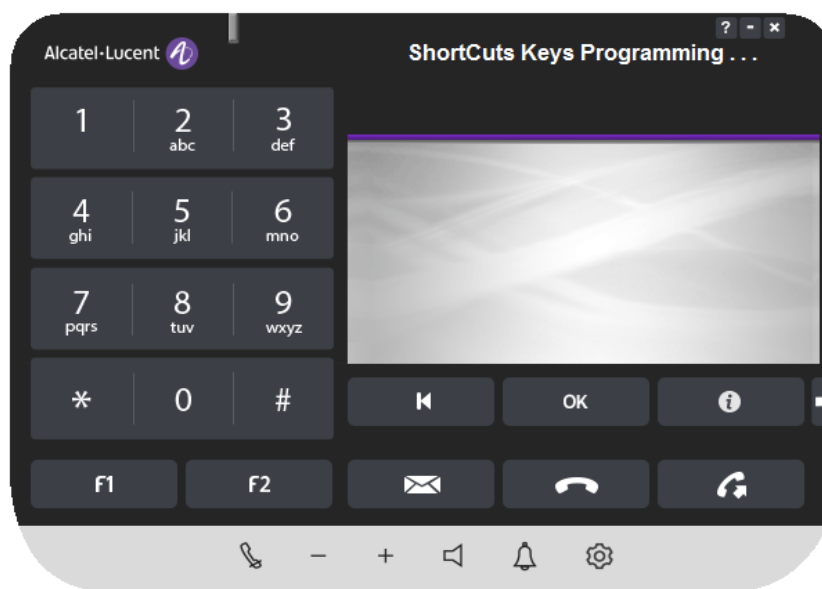 ? - ×
Alcatel·Lucent
ShortCuts Keys Programming . . .
1 2 3
abc def
4 5 6
ghi jkl mno
7 8 9
pqrs tuv wxyz
* 0 #
OK i
F1 F2
− +